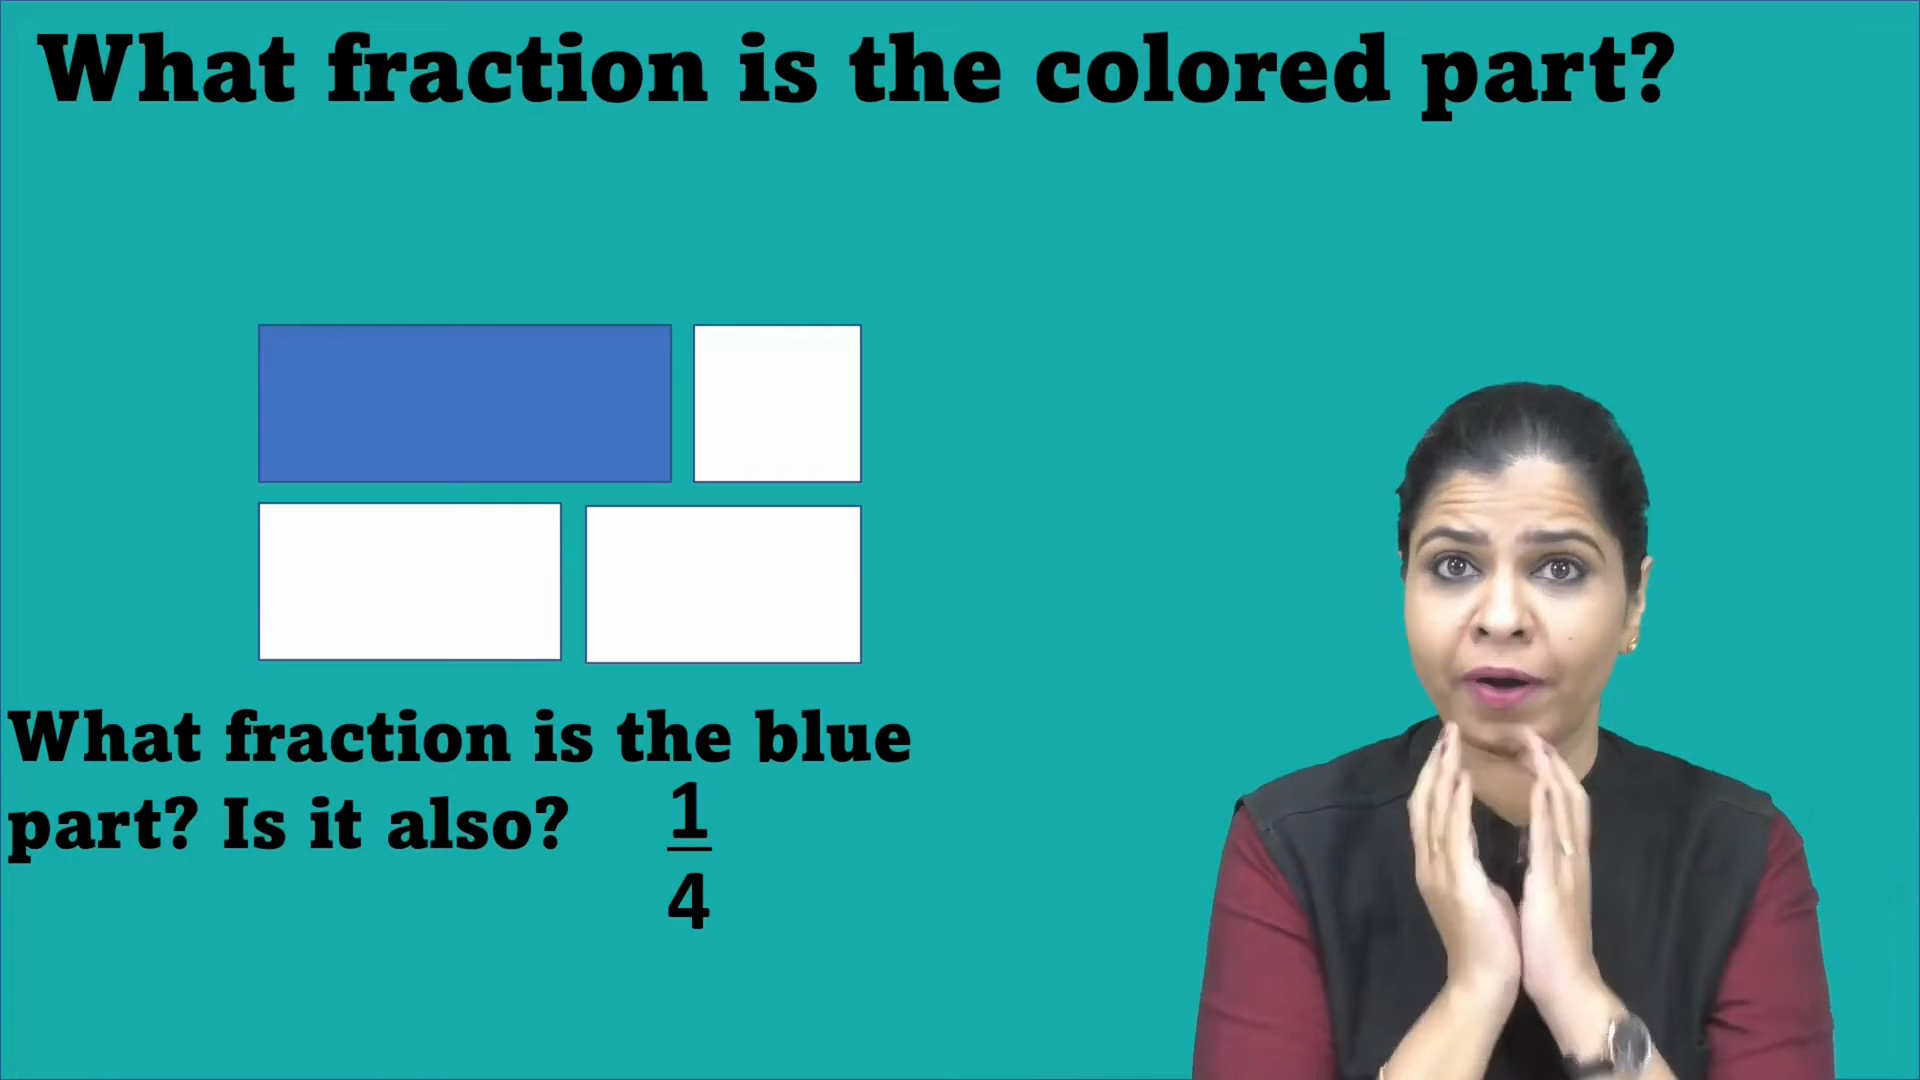 What fraction is the colored part?
What fraction is the blue
part? Is it also?
1
4